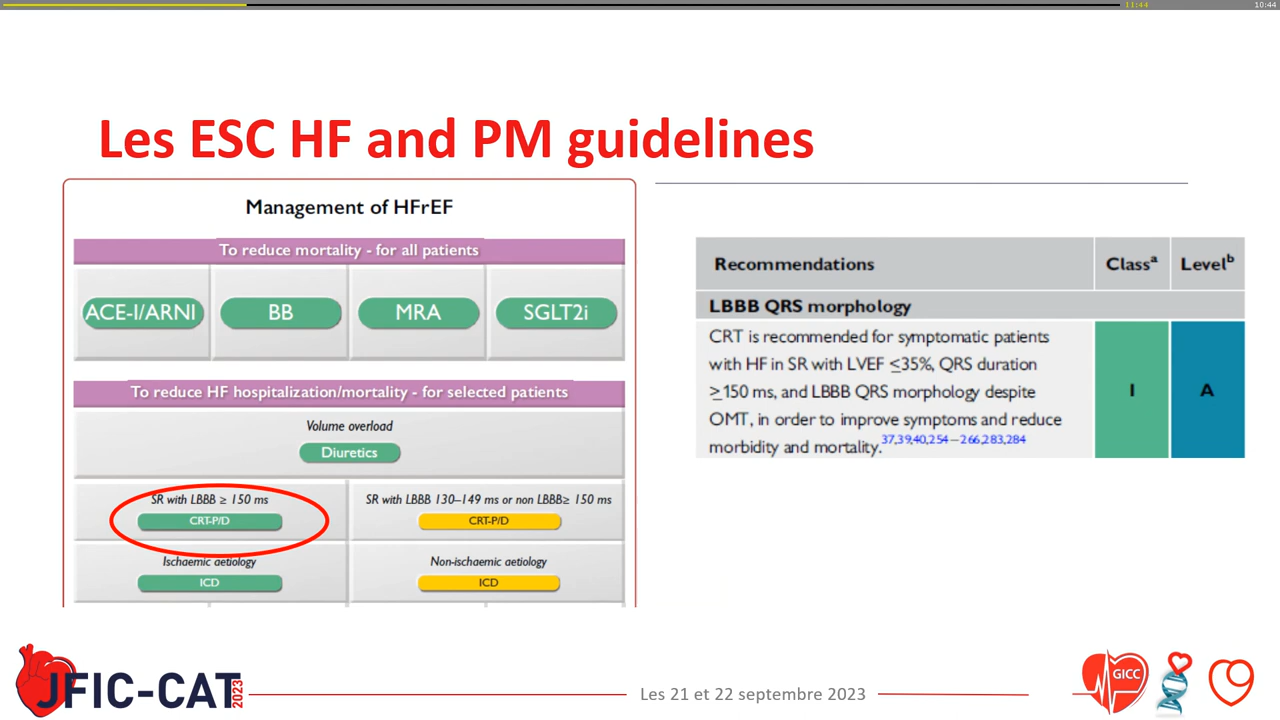 11:44
10:44
Les ESC HF and PM guidelines
Management of HFrEF
To reduce mortality - for all patients
ACE-I/ARNI
BB
MRA
SGLT2i
To reduce HF hospitalization/mortality - for selected patients
Volume overload
Diuretics
SR with LBBB ≥ 150 ms
CRT-P/D
SR with LBBB 130–149 ms or non LBBB≥ 150 ms
CRT-P/D
Ischaemic aetiology
ICD
Non-ischaemic aetiology
ICD
Recommendations
Classᵃ
Levelᵇ
LBBB QRS morphology
CRT is recommended for symptomatic patients
with HF in SR with LVEF ≤35%, QRS duration
≥150 ms, and LBBB QRS morphology despite
OMT, in order to improve symptoms and reduce
morbidity and mortality.37,39,40,254–266,283,284
I
A
JFIC-CAT
2023
Les 21 et 22 septembre 2023
GICC